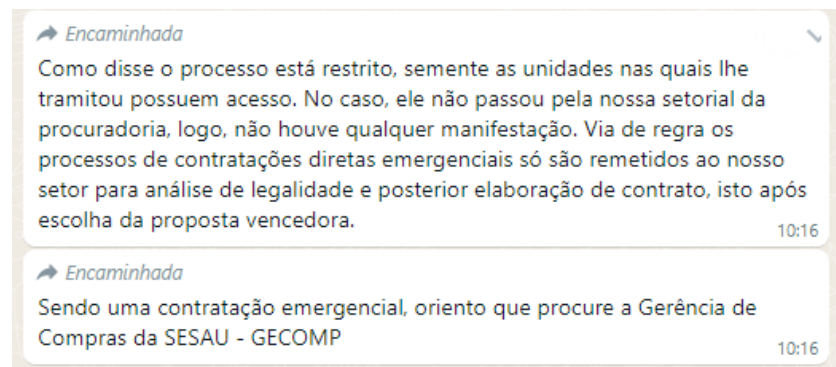 Encaminhada
Como disse o processo está restrito, semente as unidades nas quais lhe
tramitou possuem acesso. No caso, ele não passou pela nossa setorial da
procuradoria, logo, não houve qualquer manifestação. Via de regra os
processos de contratações diretas emergenciais só são remetidos ao nosso
setor para análise de legalidade e posterior elaboração de contrato, isto após
escolha da proposta vencedora.
10:16
Encaminhada
Sendo uma contratação emergencial, oriento que procure a Gerência de
Compras da SESAU - GECOMP
10:16